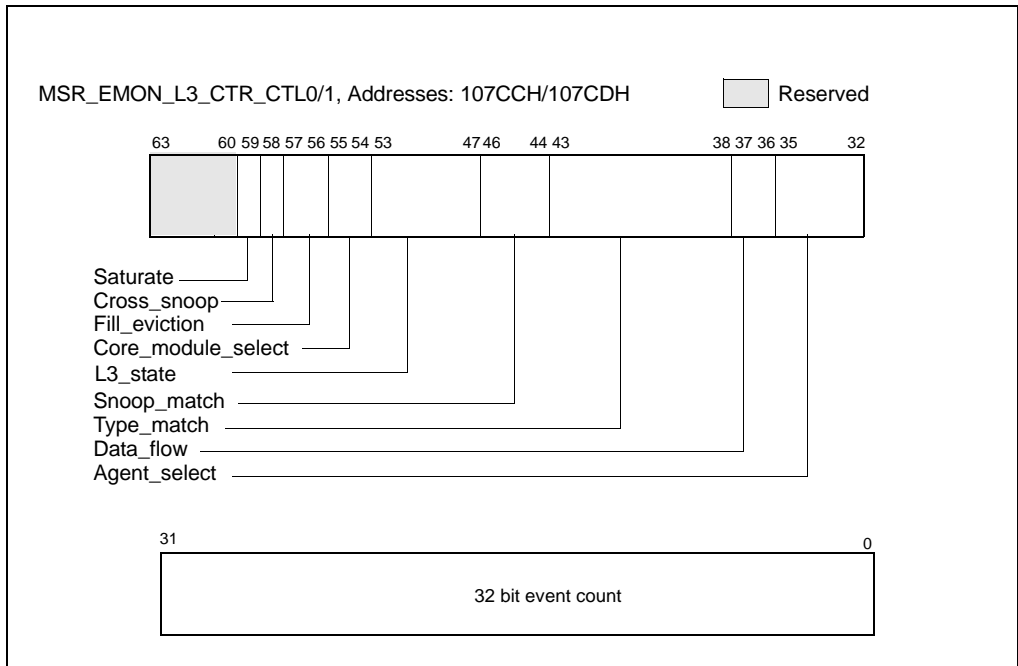 MSR_EMON_L3_CTR_CTL0/1, Addresses: 107CCH/107CDH Reserved
63 60 59 58 57 56 55 54 53 47 46 44 43 38 37 36 35 32
Saturate
Cross_snoop
Fill_eviction
Core_module_select
L3_state
Snoop_match
Type_match
Data_flow
Agent_select
31 0
32 bit event count